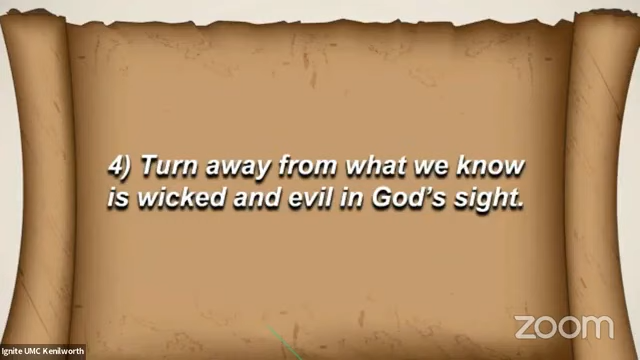 4) Turn away from what we know
is wicked and evil in God's sight.
Ignite UMC Kenilworth
zoom